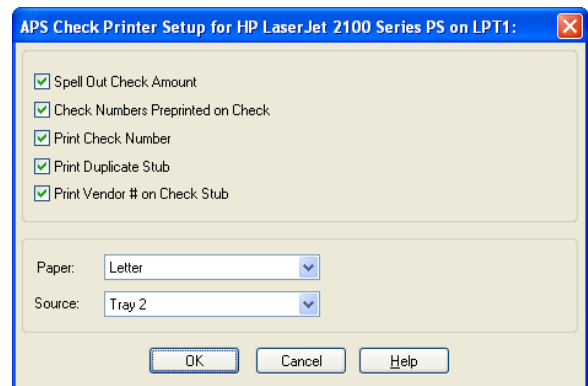 APS Check Printer Setup for HP LaserJet 2100 Series PS on LPT1:
Spell Out Check Amount
Check Numbers Preprinted on Check
Print Check Number
Print Duplicate Stub
Print Vendor # on Check Stub
Paper: Letter
Source: Tray 2
OK Cancel Help